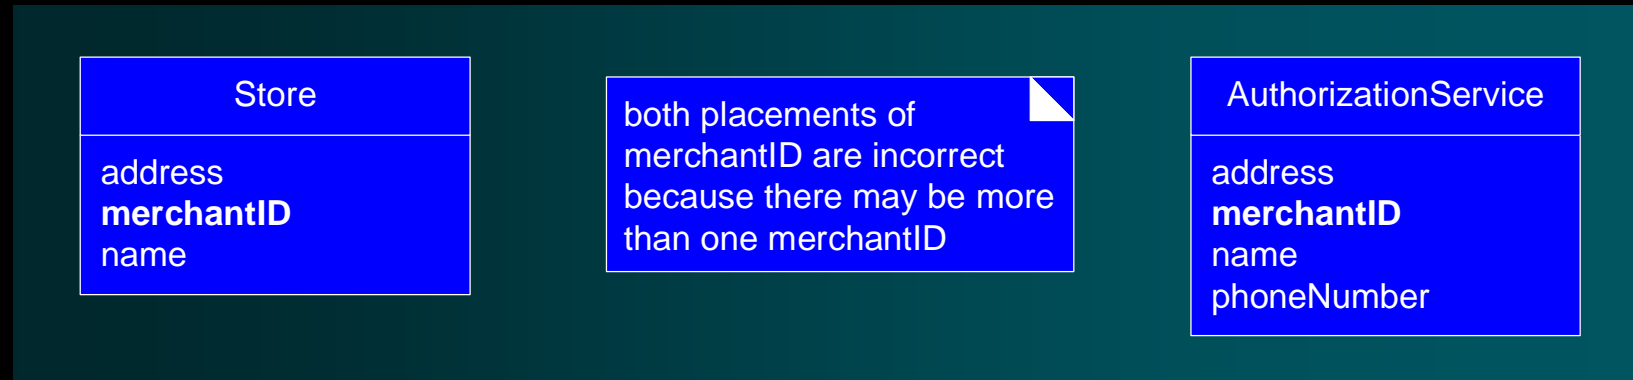 Store
address
merchantID
name
both placements of
merchantID are incorrect
because there may be more
than one merchantID
AuthorizationService
address
merchantID
name
phoneNumber